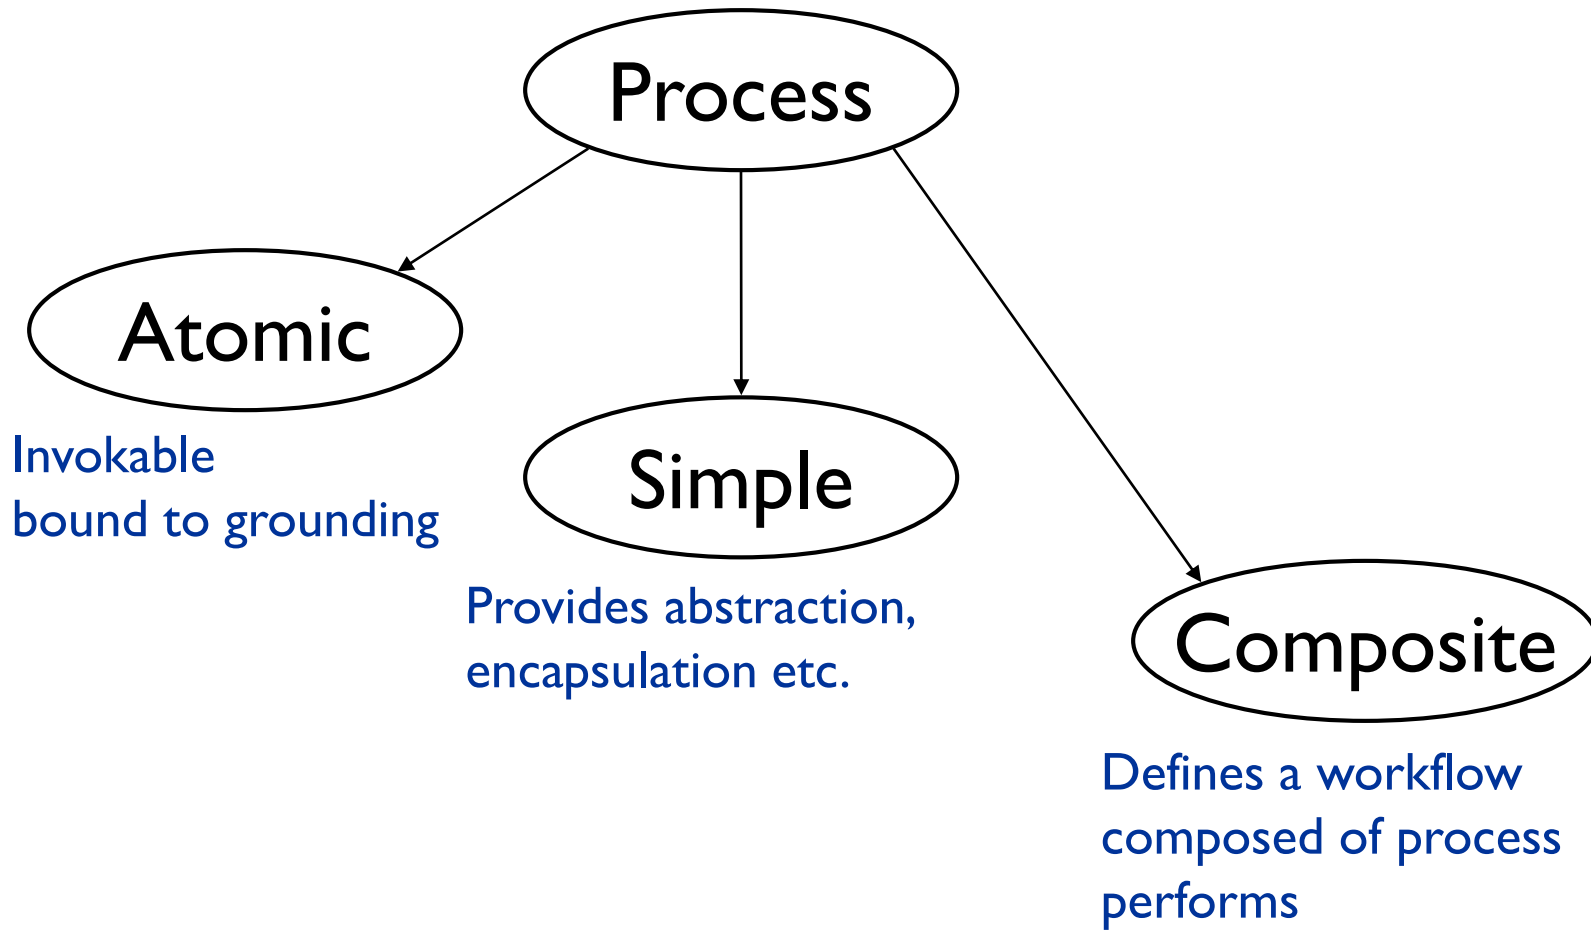 Process
Atomic
Invokable
bound to grounding
Simple
Provides abstraction,
encapsulation etc.
Composite
Defines a workflow
composed of process
performs